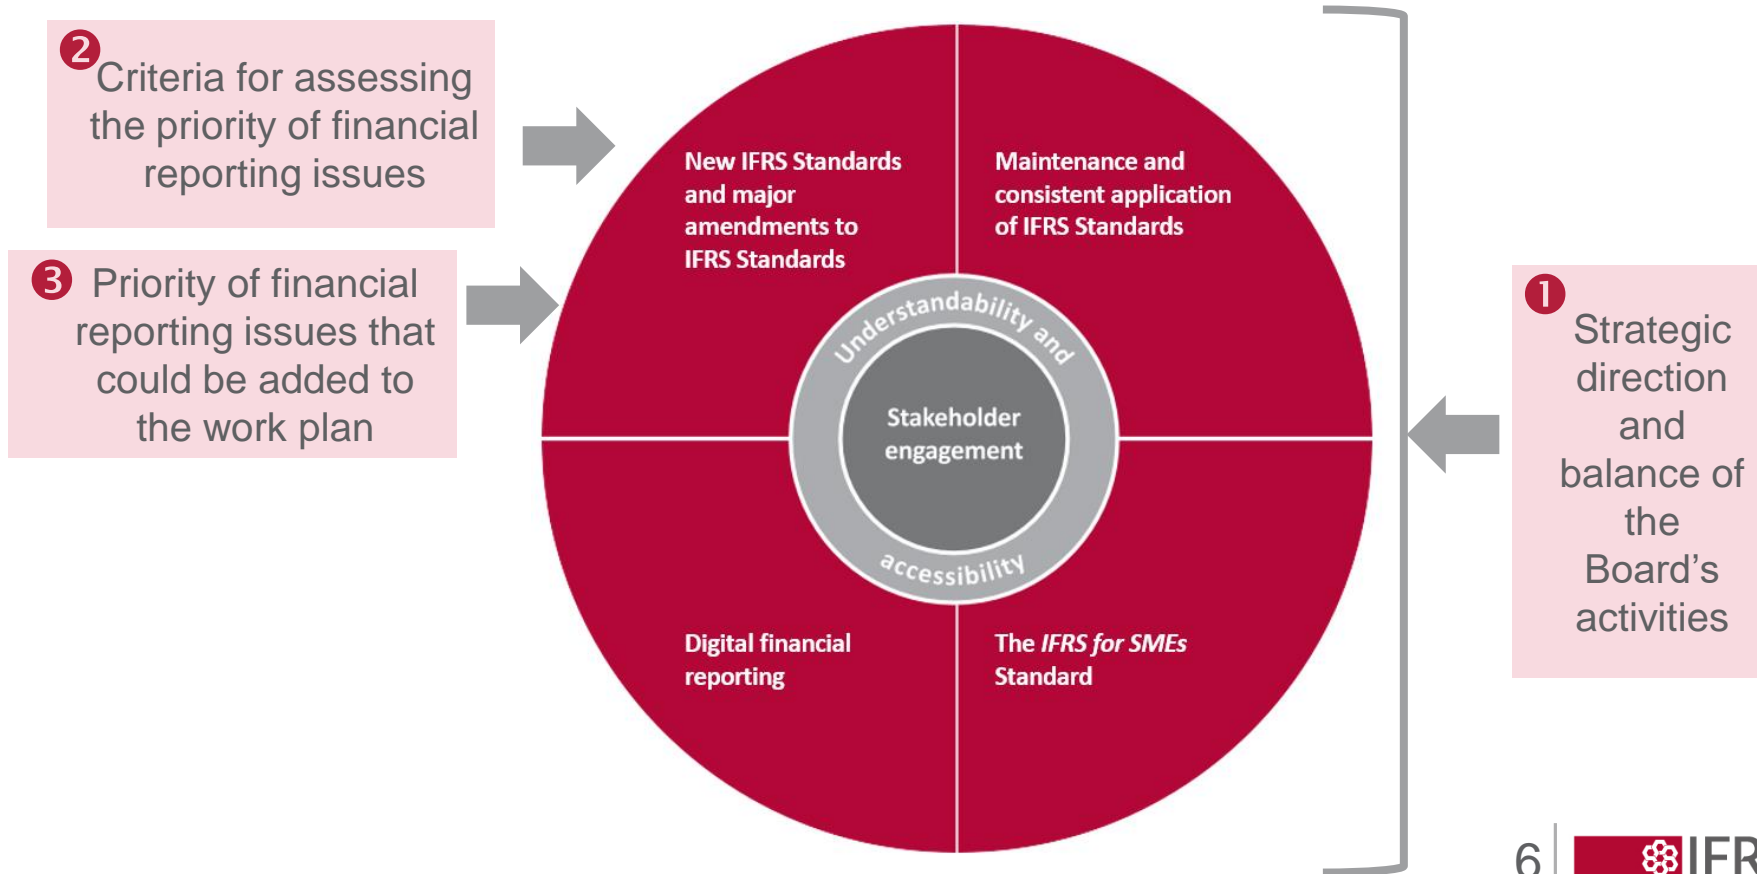 ❷
Criteria for assessing
the priority of financial
reporting issues
❸ Priority of financial
reporting issues that
could be added to
the work plan
New IFRS Standards
and major
amendments to
IFRS Standards
Maintenance and
consistent application
of IFRS Standards
Understandability and
accessibility
Stakeholder
engagement
Digital financial
reporting
The IFRS for SMEs
Standard
❶
Strategic
direction
and
balance of
the
Board’s
activities
6
IFR